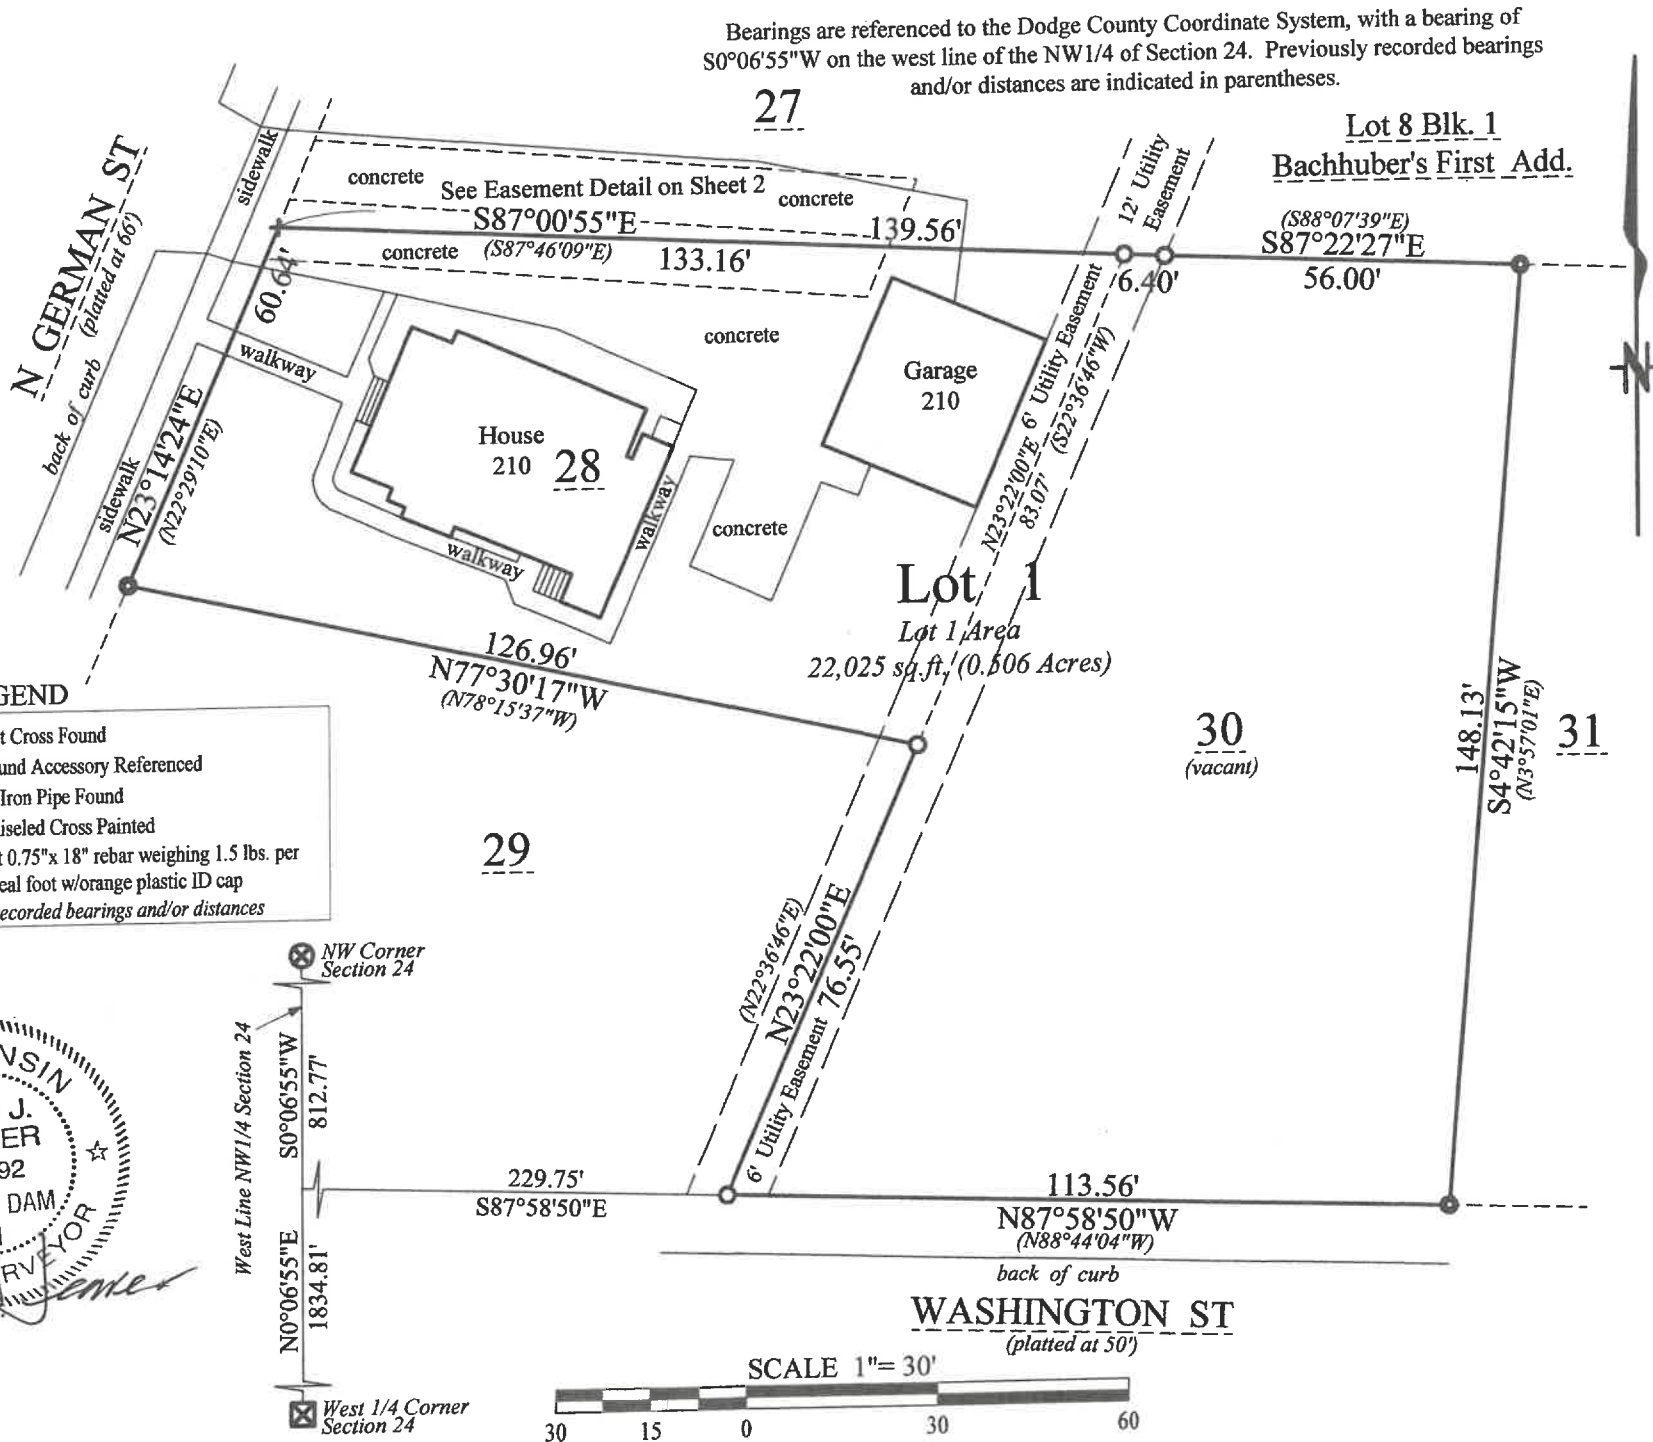 Bearings are referenced to the Dodge County Coordinate System, with a bearing of
S0°06'55"W on the west line of the NW1/4 of Section 24. Previously recorded bearings
and/or distances are indicated in parentheses.
27
Lot 8 Blk. 1
Bachhuber's First Add.
N GERMAN ST
(platted at 66')
back of curb
sidewalk
sidewalk
concrete
See Easement Detail on Sheet 2
concrete
S87°00'55"E
139.56'
concrete
(S87°46'09"E)
133.16'
12' Utility
Easement
6.40'
(S88°07'39"E)
S87°22'27"E
56.00'
60.64'
N23°14'24"E
(N22°29'10"E)
walkway
concrete
House
210
28
Garage
210
6' Utility Easement
N23°22'00"E
83.07'
(S22°36'46"W)
walkway
walkway
concrete
N
Lot 1
Lot 1 Area
22,025 sq.ft. (0.506 Acres)
126.96'
N77°30'17"W
(N78°15'37"W)
GEND
t Cross Found
und Accessory Referenced
Iron Pipe Found
iseled Cross Painted
t 0.75"x 18" rebar weighing 1.5 lbs. per
eal foot w/orange plastic ID cap
ecorded bearings and/or distances
29
30
(vacant)
148.13'
S4°42'15"W
(N3°57'01"E)
31
(N22°36'46"E)
N23°22'00"E
76.55'
6' Utility Easement
NW Corner
Section 24
West Line NW1/4 Section 24
S0°06'55"W
812.77'
N0°06'55"E
1834.81'
229.75'
S87°58'50"E
113.56'
N87°58'50"W
(N88°44'04"W)
back of curb
WASHINGTON ST
(platted at 50')
NSIN
J.
ER
92
DAM
RVEYOR
West 1/4 Corner
Section 24
SCALE 1"= 30'
30 15 0 30 60